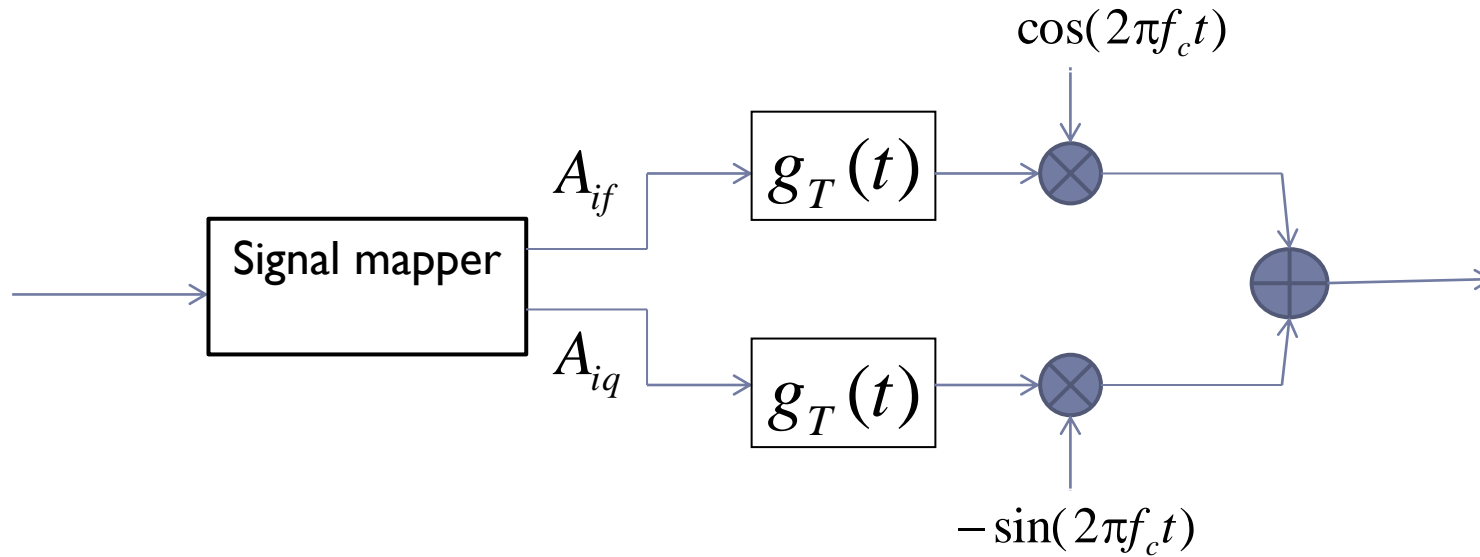 cos(2πf_c t)
A_if
g_T(t)
Signal mapper
A_iq
g_T(t)
−sin(2πf_c t)